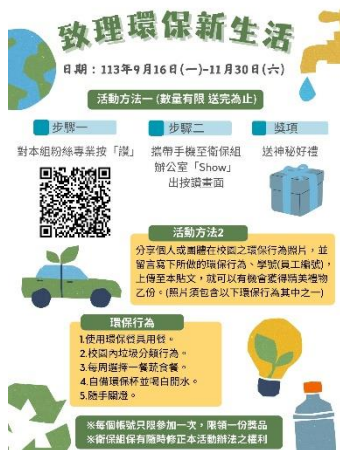 致理環保新生活
日期：113年9月16日(一)-11月30日(六)
活動方法一 (數量有限 送完為止)
步驟一
對本組粉絲專業按「讚」
步驟二
攜帶手機至衛保組
辦公室「Show」
出按讚畫面
獎項
送神秘好禮
活動方法2
分享個人或團體在校園之環保行為照片，並
留言寫下所做的環保行為、學號(員工編號)，
上傳至本貼文，就可以有機會獲得精美禮物
乙份。(照片須包含以下環保行為其中之一)
環保行為
1.使用環保餐具用餐。
2.校園內垃圾分類行為。
3.每周選擇一餐蔬食餐。
4.自備環保杯並喝白開水。
5.隨手關燈。
※每個帳號只限參加一次，限領一份獎品
※衛保組保有隨時修正本活動辦法之權利